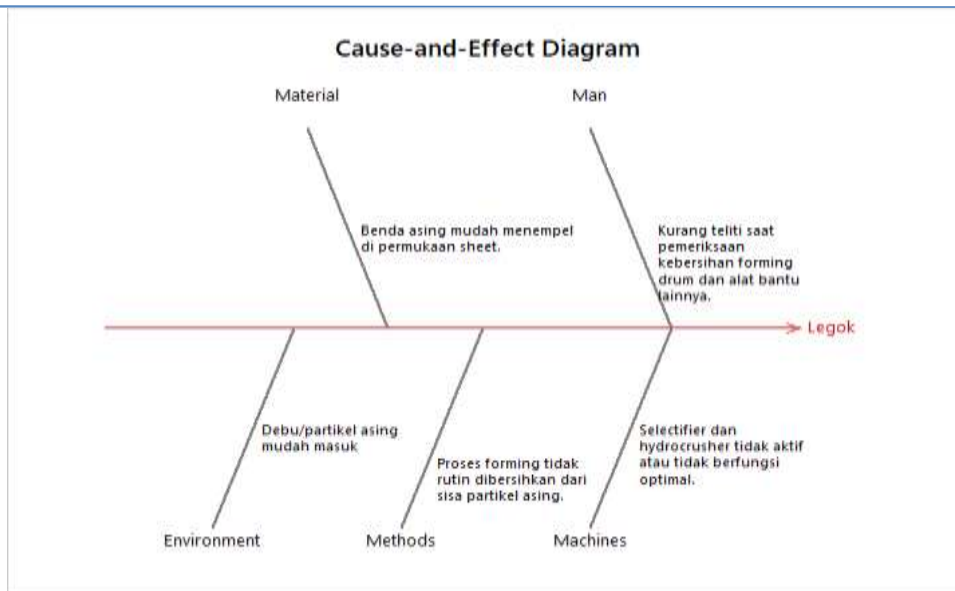 Cause-and-Effect Diagram
Material
Man
Benda asing mudah menempel
di permukaan sheet.
Kurang teliti saat
pemeriksaan
kebersihan forming
drum dan alat bantu
lainnya.
Legok
Debu/partikel asing
mudah masuk
Proses forming tidak
rutin dibersihkan dari
sisa partikel asing.
Selectifier dan
hydrocrusher tidak aktif
atau tidak berfungsi
optimal.
Environment
Methods
Machines